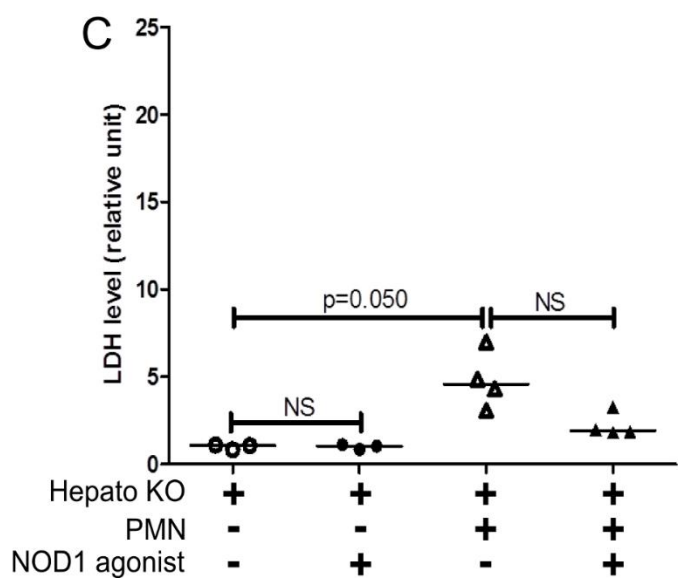 C
LDH level (relative unit)
25
20
15
10
5
0
p=0.050
NS
NS
Hepato KO + + + +
PMN - - + +
NOD1 agonist - + - +